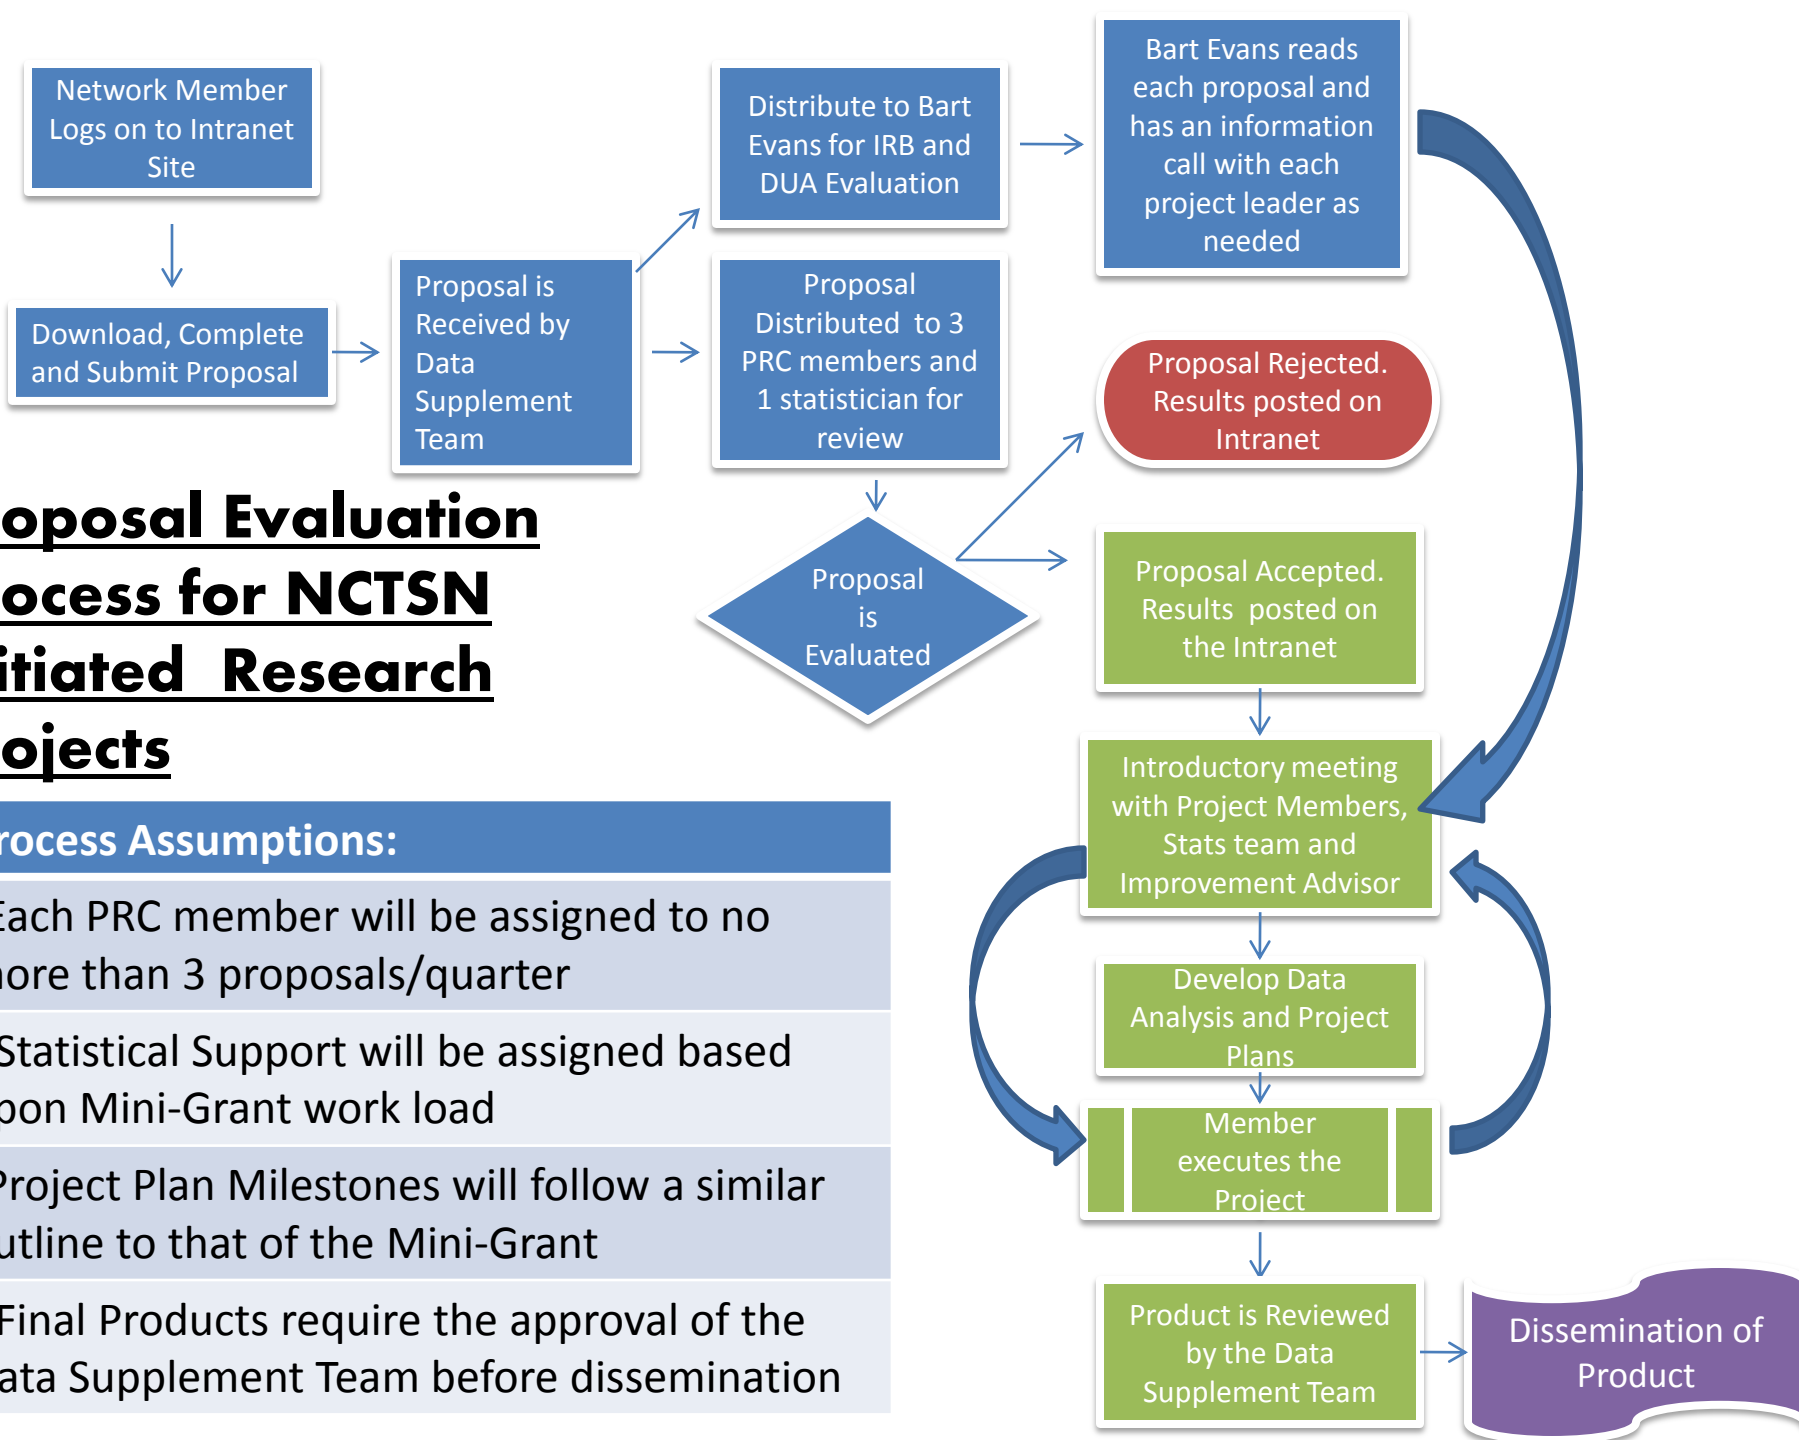 Network Member
Logs on to Intranet
Site
Download, Complete
and Submit Proposal
Proposal is
Received by
Data
Supplement
Team
Distribute to Bart
Evans for IRB and
DUA Evaluation
Bart Evans reads
each proposal and
has an information
call with each
project leader as
needed
Proposal
Distributed to 3
PRC members and
1 statistician for
review
Proposal
is
Evaluated
Proposal Rejected.
Results posted on
Intranet
Proposal Accepted.
Results posted on
the Intranet
Introductory meeting
with Project Members,
Stats team and
Improvement Advisor
Develop Data
Analysis and Project
Plans
Member
executes the
Project
Product is Reviewed
by the Data
Supplement Team
Dissemination of
Product
oposal Evaluation
ocess for NCTSN
itiated Research
ojects
rocess Assumptions:
Each PRC member will be assigned to no
ore than 3 proposals/quarter
Statistical Support will be assigned based
pon Mini-Grant work load
Project Plan Milestones will follow a similar
utline to that of the Mini-Grant
Final Products require the approval of the
ata Supplement Team before dissemination